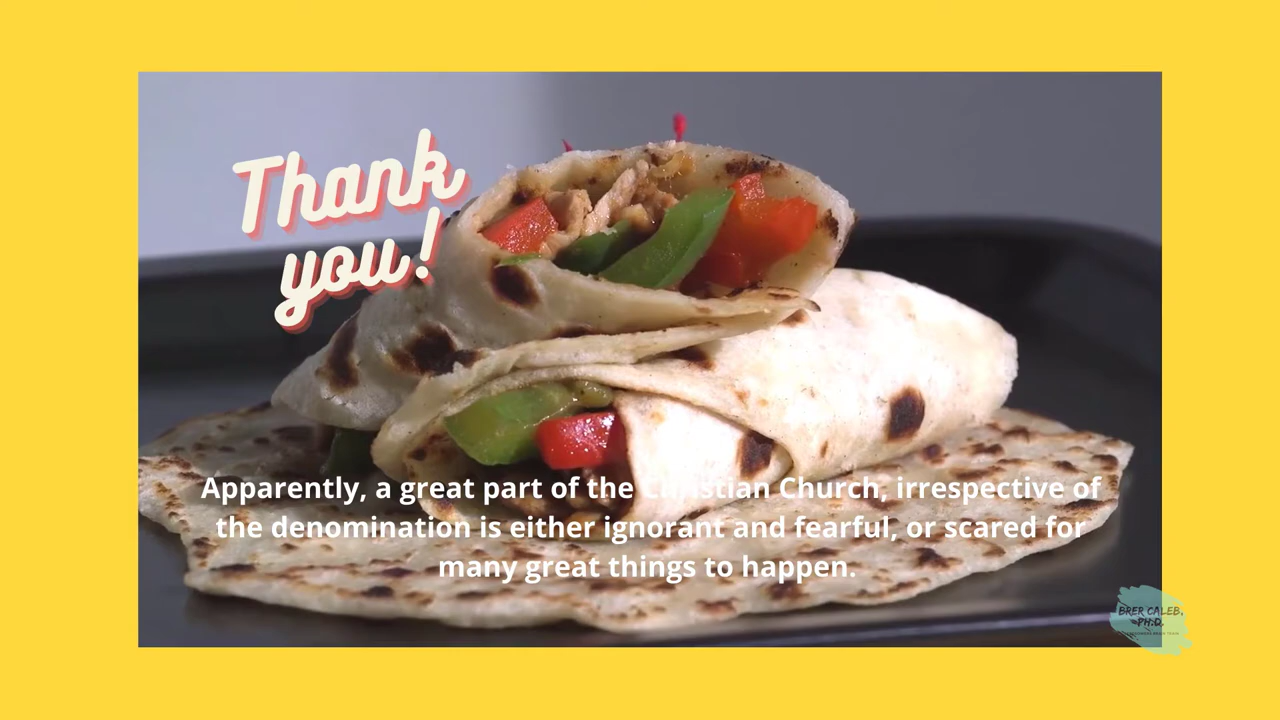 Thank
you!
Apparently, a great part of the Christian Church, irrespective of
the denomination is either ignorant and fearful, or scared for
many great things to happen.
BRER CALEB,
PH.D.